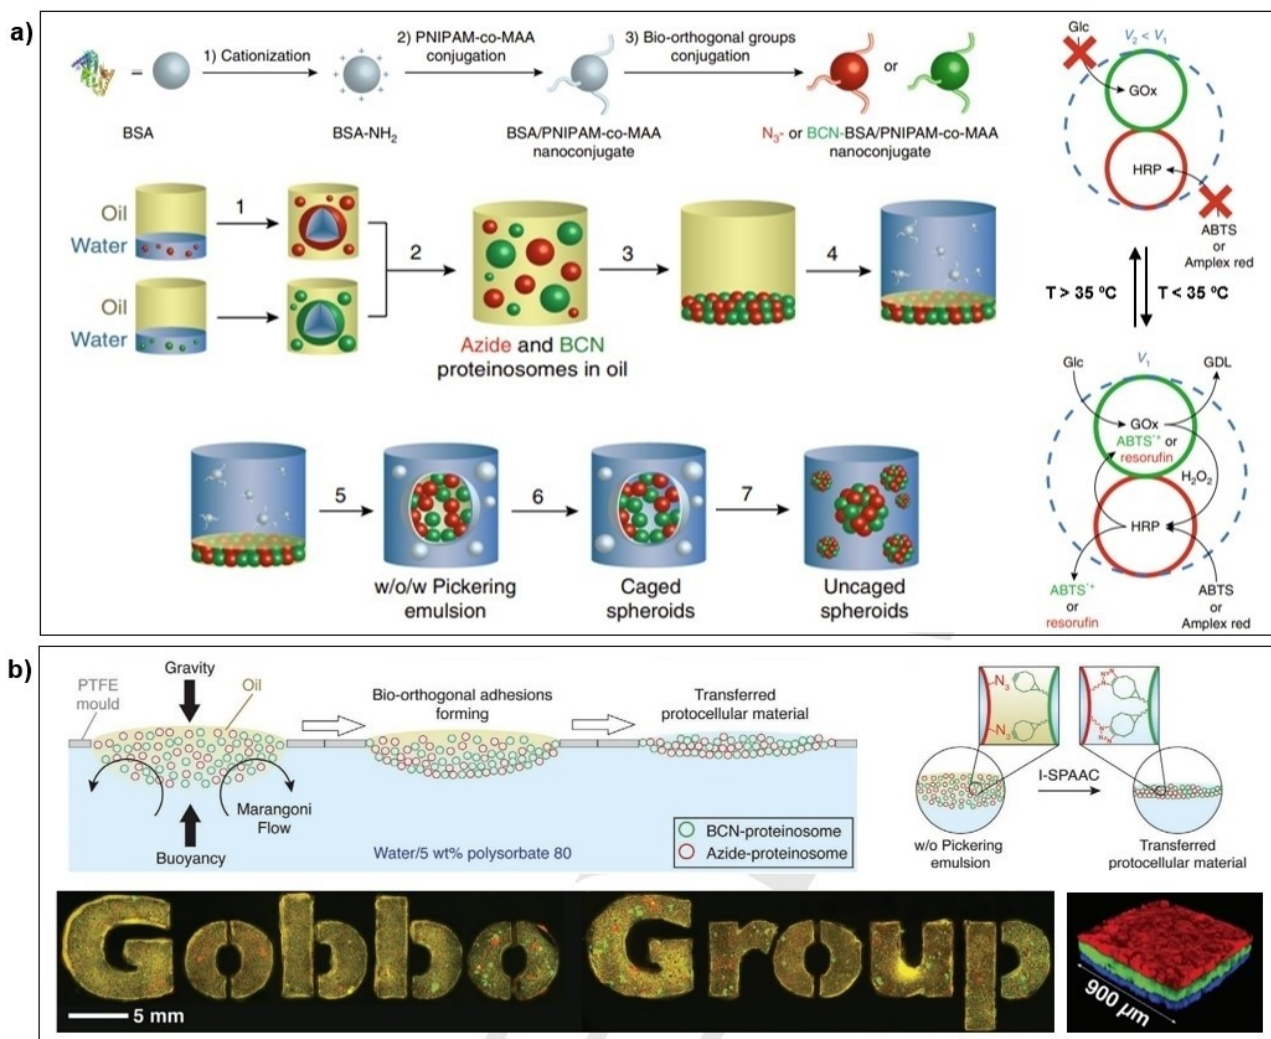 a)
1) Cationization
2) PNIPAM-co-MAA
conjugation
3) Bio-orthogonal groups
conjugation
=
or
BSA
BSA-NH₂
BSA/PNIPAM-co-MAA
nanoconjugate
N₃- or BCN-BSA/PNIPAM-co-MAA
nanoconjugate
Oil
Water
1
Oil
Water
2
Azide and BCN
proteinosomes in oil
3
4
5
w/o/w Pickering
emulsion
6
Caged
spheroids
7
Uncaged
spheroids
Glc
V₂ < V₁
GOx
HRP
ABTS
or
Amplex red
T > 35 ºC
T < 35 ºC
V₁
Glc
GDL
GOx
ABTS˙⁺ or
resorufin
H₂O₂
HRP
ABTS˙⁺
or
resorufin
ABTS
or
Amplex red
b)
PTFE
mould
Gravity
Oil
Marangoni
Flow
Buoyancy
Bio-orthogonal adhesions
forming
Transferred
protocellular material
Water/5 wt% polysorbate 80
BCN-proteinosome
Azide-proteinosome
N₃
N₃
I-SPAAC
w/o Pickering
emulsion
Transferred
protocellular material
Gobbo Group
5 mm
900 µm